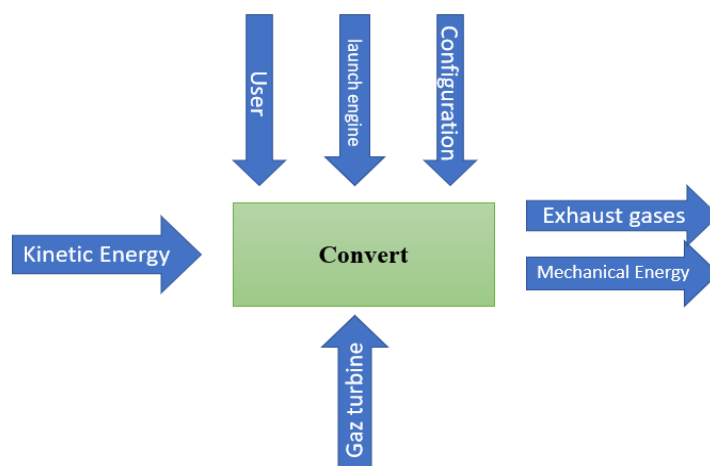 User
launch engine
Configuration
Kinetic Energy
Convert
Exhaust gases
Mechanical Energy
Gaz turbine